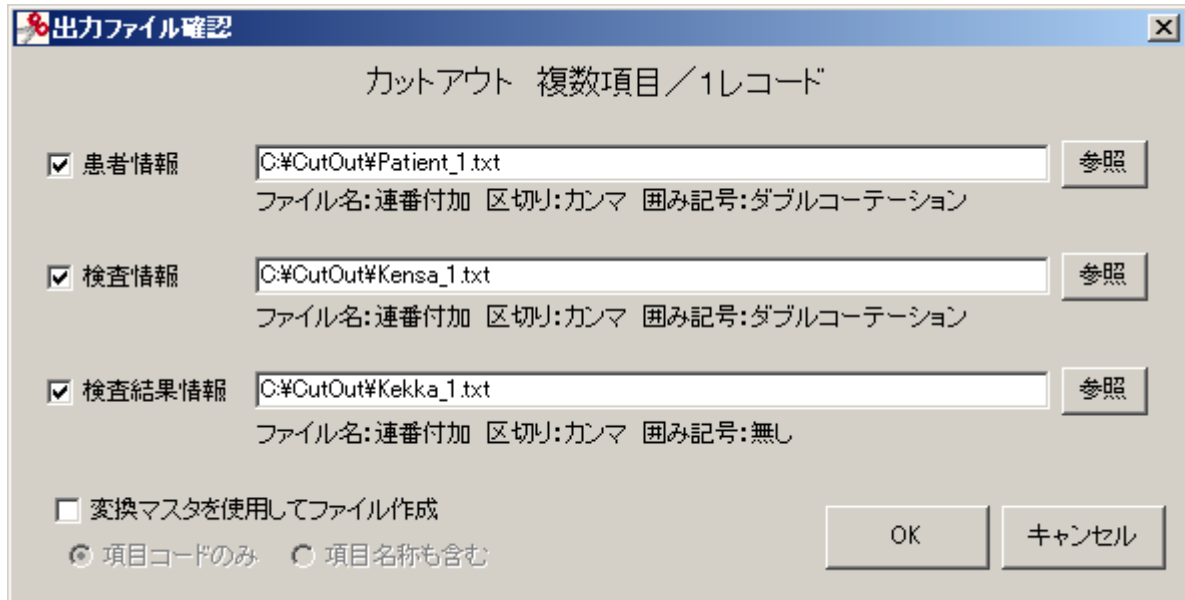 出力ファイル確認
カットアウト 複数項目／1レコード
患者情報 C:¥CutOut¥Patient_1.txt 参照
ファイル名：連番付加 区切り：カンマ 囲み記号：ダブルコーテーション
検査情報 C:¥CutOut¥Kensa_1.txt 参照
ファイル名：連番付加 区切り：カンマ 囲み記号：ダブルコーテーション
検査結果情報 C:¥CutOut¥Kekka_1.txt 参照
ファイル名：連番付加 区切り：カンマ 囲み記号：無し
変換マスタを使用してファイル作成
項目コードのみ 項目名称も含む
OK キャンセル